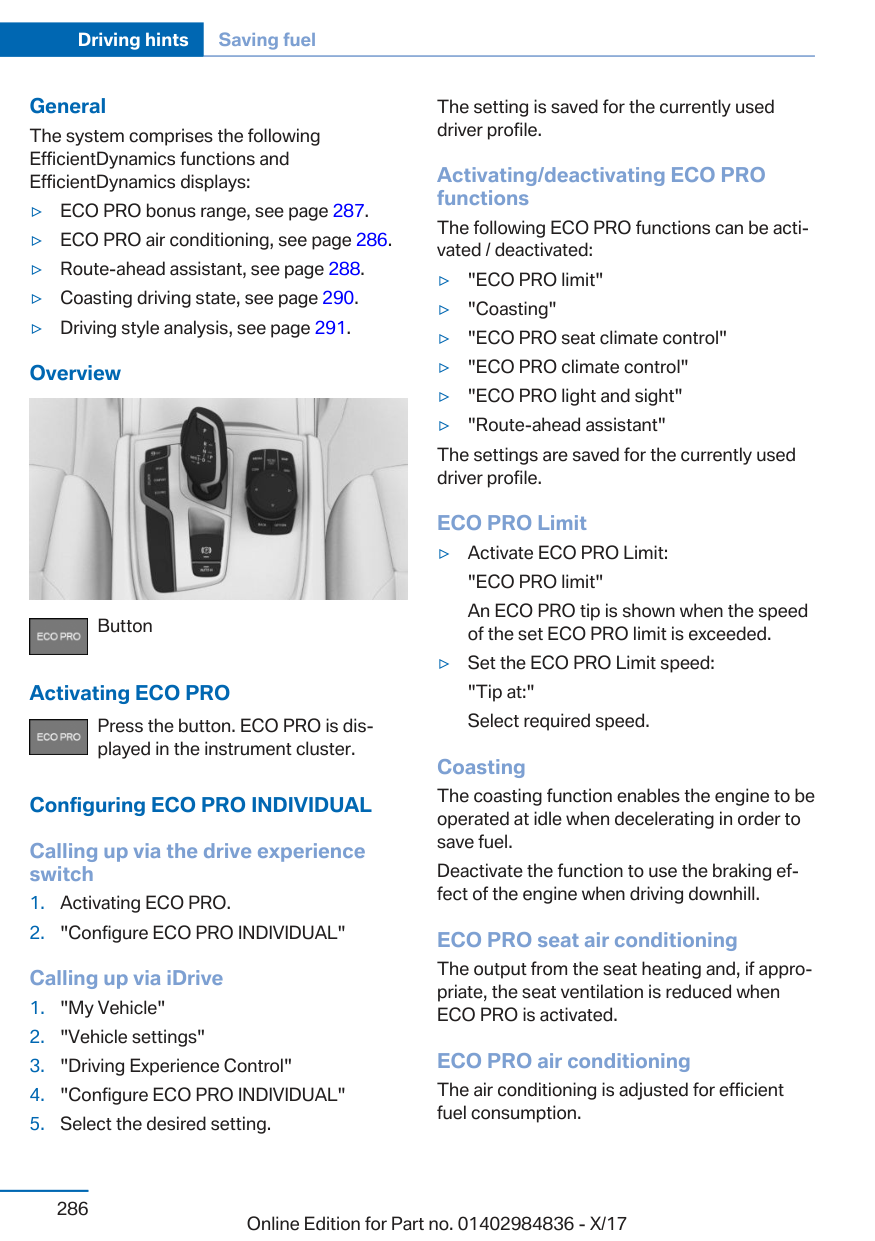 Driving hints Saving fuel
General
The system comprises the following
EfficientDynamics functions and
EfficientDynamics displays:
▷ ECO PRO bonus range, see page 287.
▷ ECO PRO air conditioning, see page 286.
▷ Route-ahead assistant, see page 288.
▷ Coasting driving state, see page 290.
▷ Driving style analysis, see page 291.
Overview
ECO PRO Button
Activating ECO PRO
ECO PRO Press the button. ECO PRO is dis-
played in the instrument cluster.
Configuring ECO PRO INDIVIDUAL
Calling up via the drive experience
switch
1. Activating ECO PRO.
2. "Configure ECO PRO INDIVIDUAL"
Calling up via iDrive
1. "My Vehicle"
2. "Vehicle settings"
3. "Driving Experience Control"
4. "Configure ECO PRO INDIVIDUAL"
5. Select the desired setting.
The setting is saved for the currently used
driver profile.
Activating/deactivating ECO PRO
functions
The following ECO PRO functions can be acti-
vated / deactivated:
▷ "ECO PRO limit"
▷ "Coasting"
▷ "ECO PRO seat climate control"
▷ "ECO PRO climate control"
▷ "ECO PRO light and sight"
▷ "Route-ahead assistant"
The settings are saved for the currently used
driver profile.
ECO PRO Limit
▷ Activate ECO PRO Limit:
"ECO PRO limit"
An ECO PRO tip is shown when the speed
of the set ECO PRO limit is exceeded.
▷ Set the ECO PRO Limit speed:
"Tip at:"
Select required speed.
Coasting
The coasting function enables the engine to be
operated at idle when decelerating in order to
save fuel.
Deactivate the function to use the braking ef-
fect of the engine when driving downhill.
ECO PRO seat air conditioning
The output from the seat heating and, if appro-
priate, the seat ventilation is reduced when
ECO PRO is activated.
ECO PRO air conditioning
The air conditioning is adjusted for efficient
fuel consumption.
286
Online Edition for Part no. 01402984836 - X/17